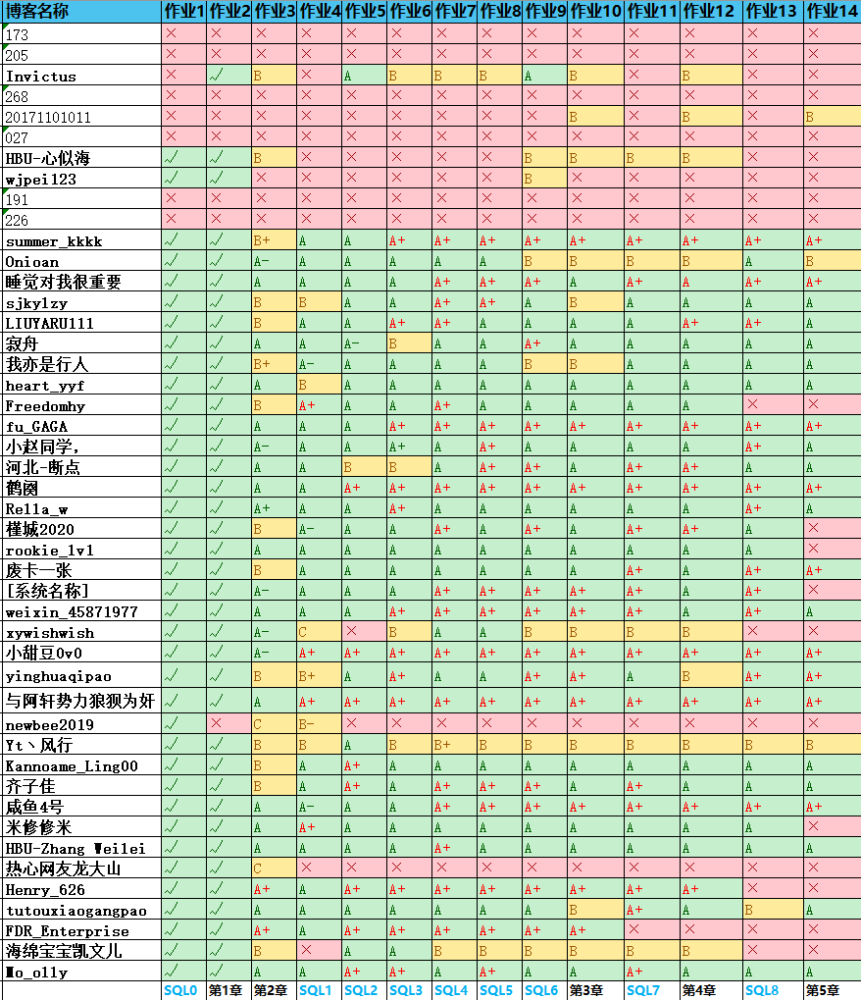 博客名称 作业1 作业2 作业3 作业4 作业5 作业6 作业7 作业8 作业9 作业10 作业11 作业12 作业13 作业14
173 × × × × × × × × × × × × × ×
205 × × × × × × × × × × × × × ×
Invictus × √ B × A B B B A B × B × ×
268 × × × × × × × × × × × × × ×
20171101011 × × × × × × × × × B × B × B
027 × × × × × × × × × × × × × ×
HBU-心似海 √ √ B × × × × × B B B B × ×
wjpei123 √ √ × × × × × × B × × × × ×
191 × × × × × × × × × × × × × ×
226 × × × × × × × × × × × × × ×
summer_kkkk √ √ B+ A A A+ A+ A+ A+ A+ A+ A+ A+ A+
Onioan √ √ A- A A A A A B B B B A B
睡觉对我很重要 √ √ A A A A A+ A+ A+ A A+ A A+ A+
sjkylzy √ √ B B A A A+ A+ A B A A A A
LIUYARU111 √ √ B A A A+ A+ A A A A A+ A+ A
寂舟 √ √ A A A- B A A A+ A A A A A
我亦是行人 √ √ B+ A- A A A A B B A A A A
heart_yyf √ √ A B A A A A A A A A A A
Freedomhy √ √ B A+ A A A+ A A A A A × ×
fu_GAGA √ √ A A A A+ A+ A+ A+ A+ A+ A+ A+ A+
小赵同学, √ √ A- A A A+ A A+ A A A A A+ A
河北-断点 √ √ A A B B A A+ A+ A A+ A+ A A
鹤阕 √ √ A A A+ A+ A+ A+ A+ A+ A+ A+ A+ A+
Rella_w √ √ A+ A A A+ A A A A A A A+ A
槿城2020 √ √ B A- A A A+ A A+ A A+ A+ A ×
rookie_lv1 √ √ A A A A A A A A A A A ×
废卡一张 √ √ B A A A A A A A A+ A A+ A+
[系统名称] √ √ A- A A A A+ A+ A+ A+ A+ A A+ ×
weixin_45871977 √ √ A A A A+ A+ A+ A+ A+ A+ A A+ A
xywishwish √ √ A- C × B A A B B B B × ×
小甜豆0v0 √ √ A- A+ A+ A+ A+ A+ A+ A+ A+ A+ A+ A+
yinghuaqipao √ √ B B+ A A+ A A A+ A+ A B A+ A+
与阿轩势力狼狈为奸 √ √ A A+ A+ A+ A+ A+ A+ A+ A+ A+ A+ A+
newbee2019 √ × C B- × × × × × × × × × ×
Yt丶风行 √ √ B B A B B+ B B B B B B B
Kannoame_Ling00 √ √ B A A+ A A A A A A A A A
齐子佳 √ √ B A A+ A A+ A+ A+ A A+ A A A
咸鱼4号 √ √ A A- A A A+ A+ A+ A+ A+ A+ A+ A+
米修修米 √ √ A A+ A A A A A A A A A ×
HBU-Zhang Weilei √ √ A A A A A+ A A A A A A A
热心网友龙大山 √ √ C × × × × × × × × × × ×
Henry_626 √ √ A+ A A+ A+ A+ A+ A+ A+ A+ A+ × ×
tutouxiaogangpao √ √ A A A A A A A B A+ A B A
FDR_Enterprise √ √ A+ A A+ A+ A+ A+ A+ A+ × × × ×
海绵宝宝凯文儿 √ √ B × A A B B B B B B × ×
Mo_olly √ √ A A A+ A+ A A+ A+ A A+ A A A
SQL0 第1章 第2章 SQL1 SQL2 SQL3 SQL4 SQL5 SQL6 第3章 SQL7 第4章 SQL8 第5章